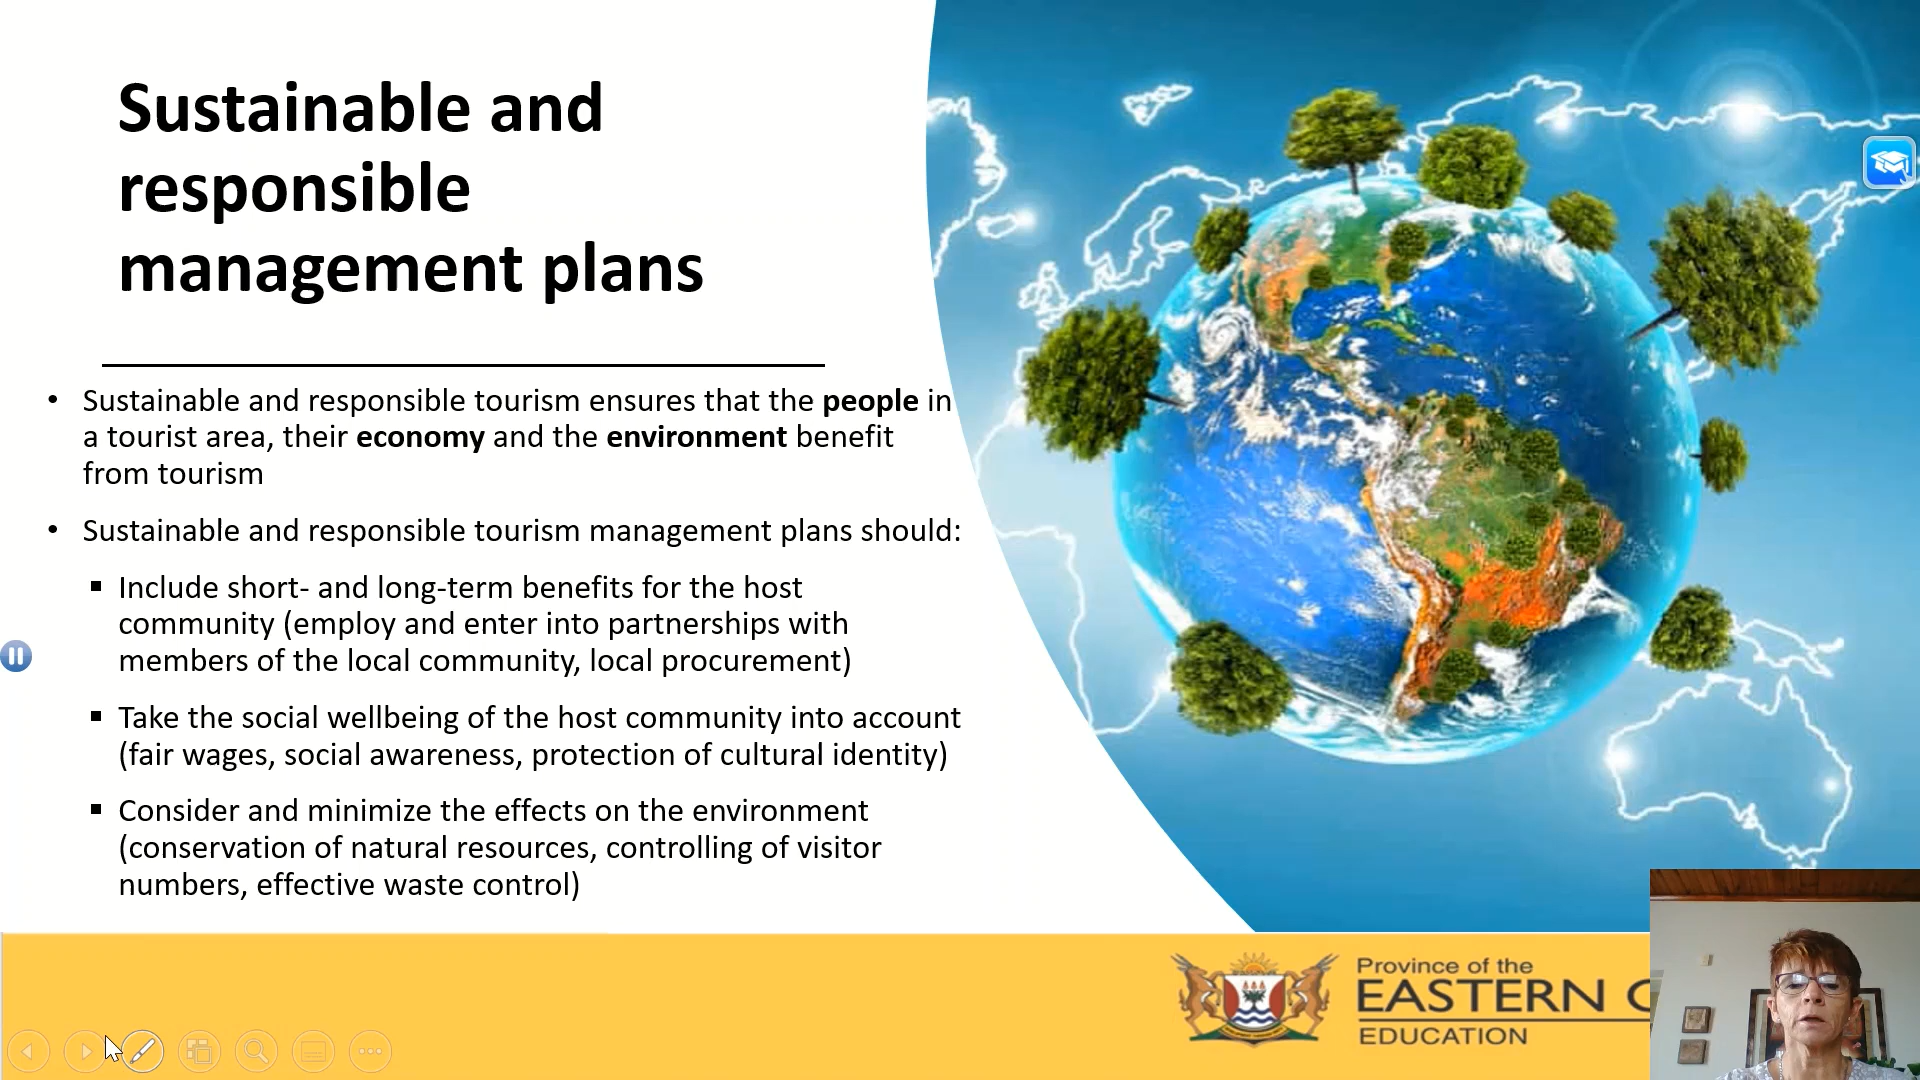 Sustainable and
responsible
management plans
• Sustainable and responsible tourism ensures that the people in
a tourist area, their economy and the environment benefit
from tourism
• Sustainable and responsible tourism management plans should:
▪ Include short- and long-term benefits for the host
community (employ and enter into partnerships with
members of the local community, local procurement)
▪ Take the social wellbeing of the host community into account
(fair wages, social awareness, protection of cultural identity)
▪ Consider and minimize the effects on the environment
(conservation of natural resources, controlling of visitor
numbers, effective waste control)
Province of the
EASTERN
EDUCATION